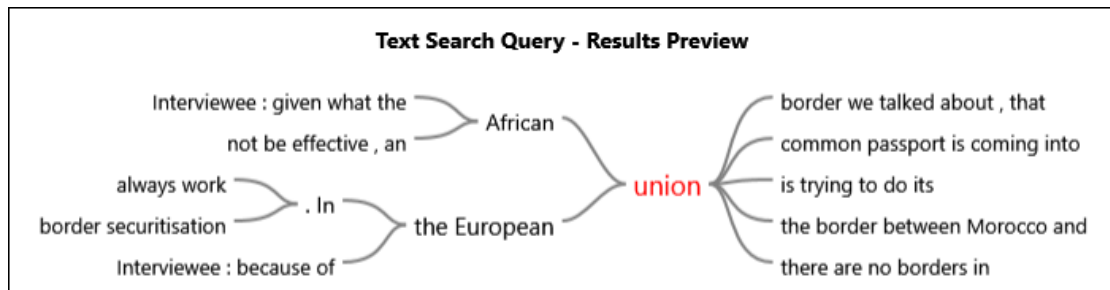 Text Search Query - Results Preview
Interviewee : given what the
not be effective , an
African
always work
border securitisation
. In
Interviewee : because of
the European
union
border we talked about , that
common passport is coming into
is trying to do its
the border between Morocco and
there are no borders in